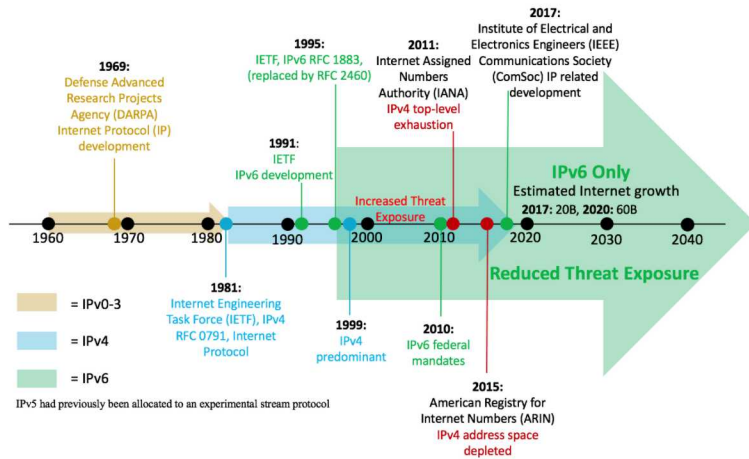 2017:
Institute of Electrical and
Electronics Engineers (IEEE)
Communications Society
(ComSoc) IP related
development
1995:
IETF, IPv6 RFC 1883,
(replaced by RFC 2460)
2011:
Internet Assigned
Numbers
Authority (IANA)
IPv4 top-level
exhaustion
1969:
Defense Advanced
Research Projects
Agency (DARPA)
Internet Protocol (IP)
development
1991:
IETF
IPv6 development
Increased Threat
Exposure
IPv6 Only
Estimated Internet growth
2017: 20B, 2020: 60B
1960
1970
1980
1990
2000
2010
2020
2030
2040
Reduced Threat Exposure
1981:
Internet Engineering
Task Force (IETF), IPv4
RFC 0791, Internet
Protocol
1999:
IPv4
predominant
2010:
IPv6 federal
mandates
2015:
American Registry for
Internet Numbers (ARIN)
IPv4 address space
depleted
= IPv0-3
= IPv4
= IPv6
IPv5 had previously been allocated to an experimental stream protocol